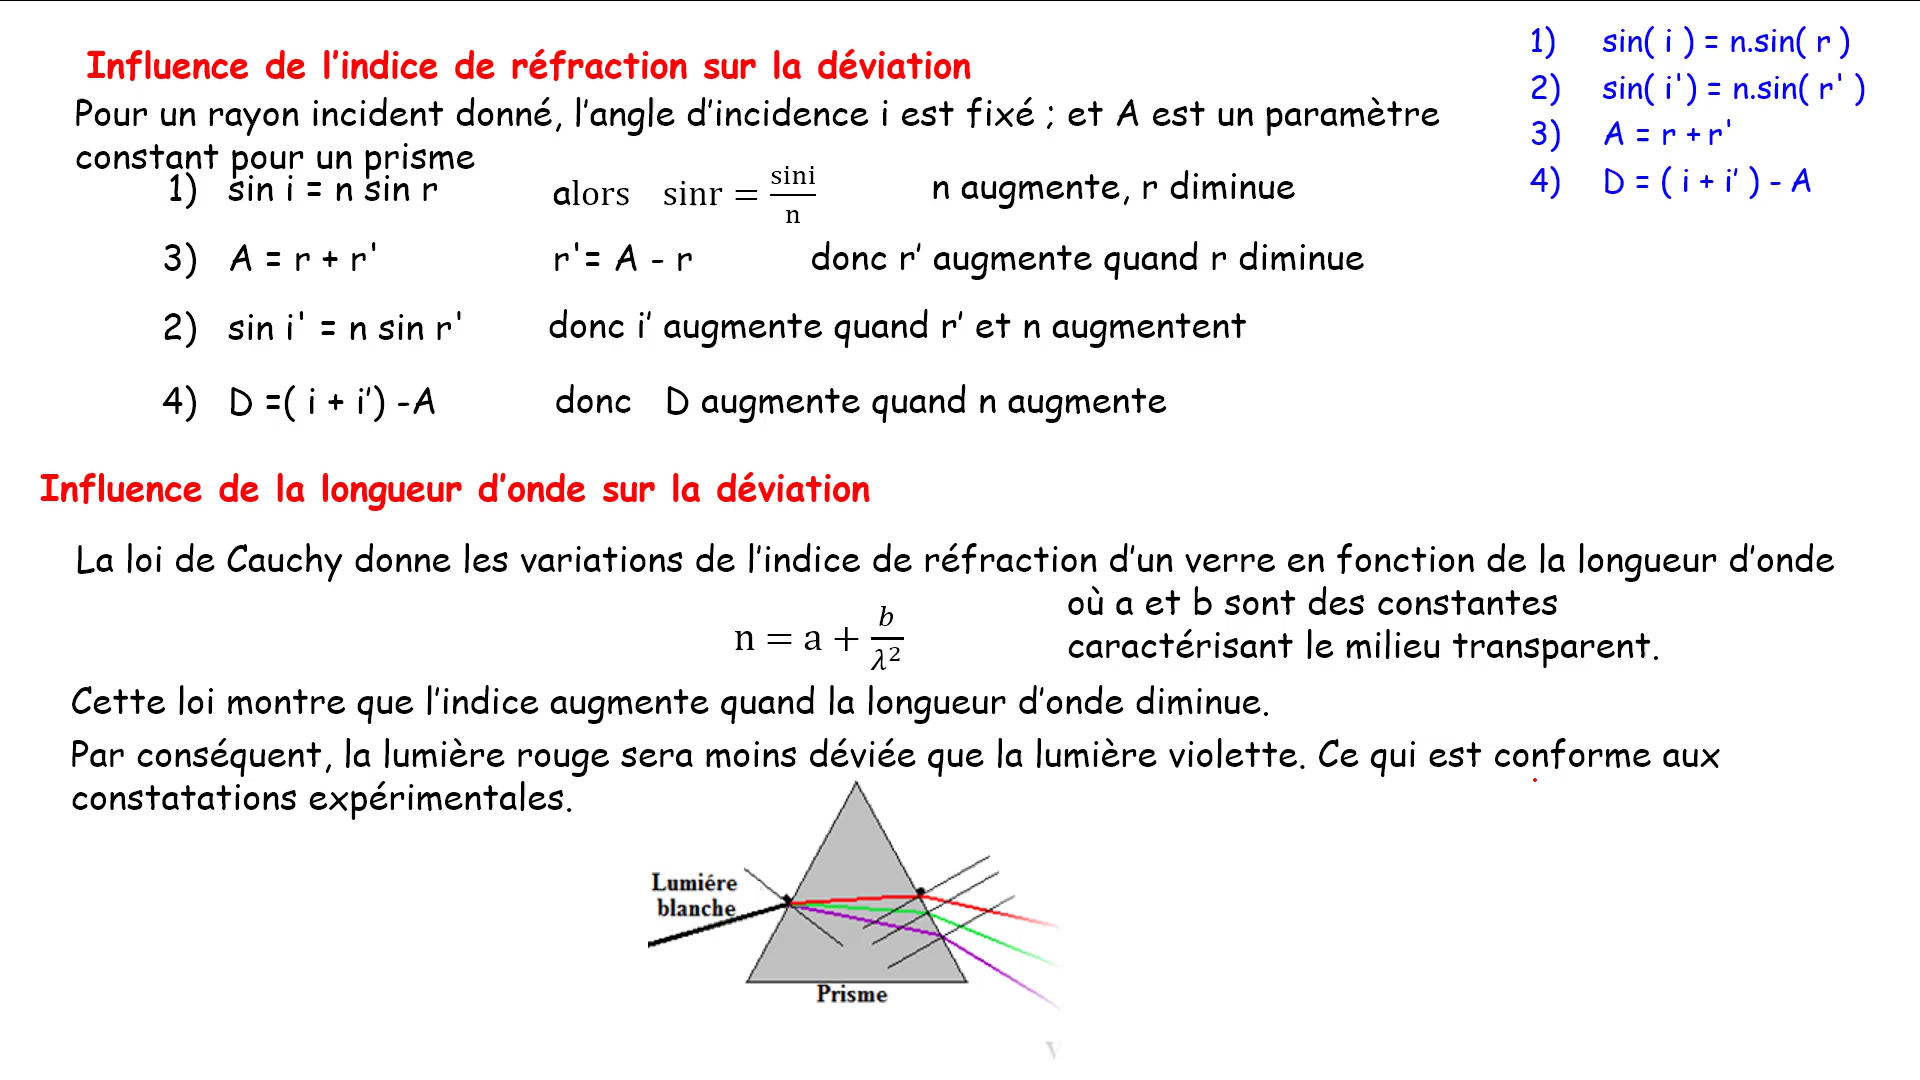 Influence de l’indice de réfraction sur la déviation
Pour un rayon incident donné, l’angle d’incidence i est fixé ; et A est un paramètre
constant pour un prisme
1) sin i = n sin r alors sinr = sini/n n augmente, r diminue
3) A = r + r' r'= A - r donc r’ augmente quand r diminue
2) sin i' = n sin r' donc i’ augmente quand r’ et n augmentent
4) D =( i + i’) -A donc D augmente quand n augmente
1) sin( i ) = n.sin( r )
2) sin( i') = n.sin( r' )
3) A = r + r'
4) D = ( i + i’ ) - A
Influence de la longueur d’onde sur la déviation
La loi de Cauchy donne les variations de l’indice de réfraction d’un verre en fonction de la longueur d’onde
n = a + b/λ²
où a et b sont des constantes
caractérisant le milieu transparent.
Cette loi montre que l’indice augmente quand la longueur d’onde diminue.
Par conséquent, la lumière rouge sera moins déviée que la lumière violette. Ce qui est conforme aux
constatations expérimentales.
Lumiére
blanche
Prisme